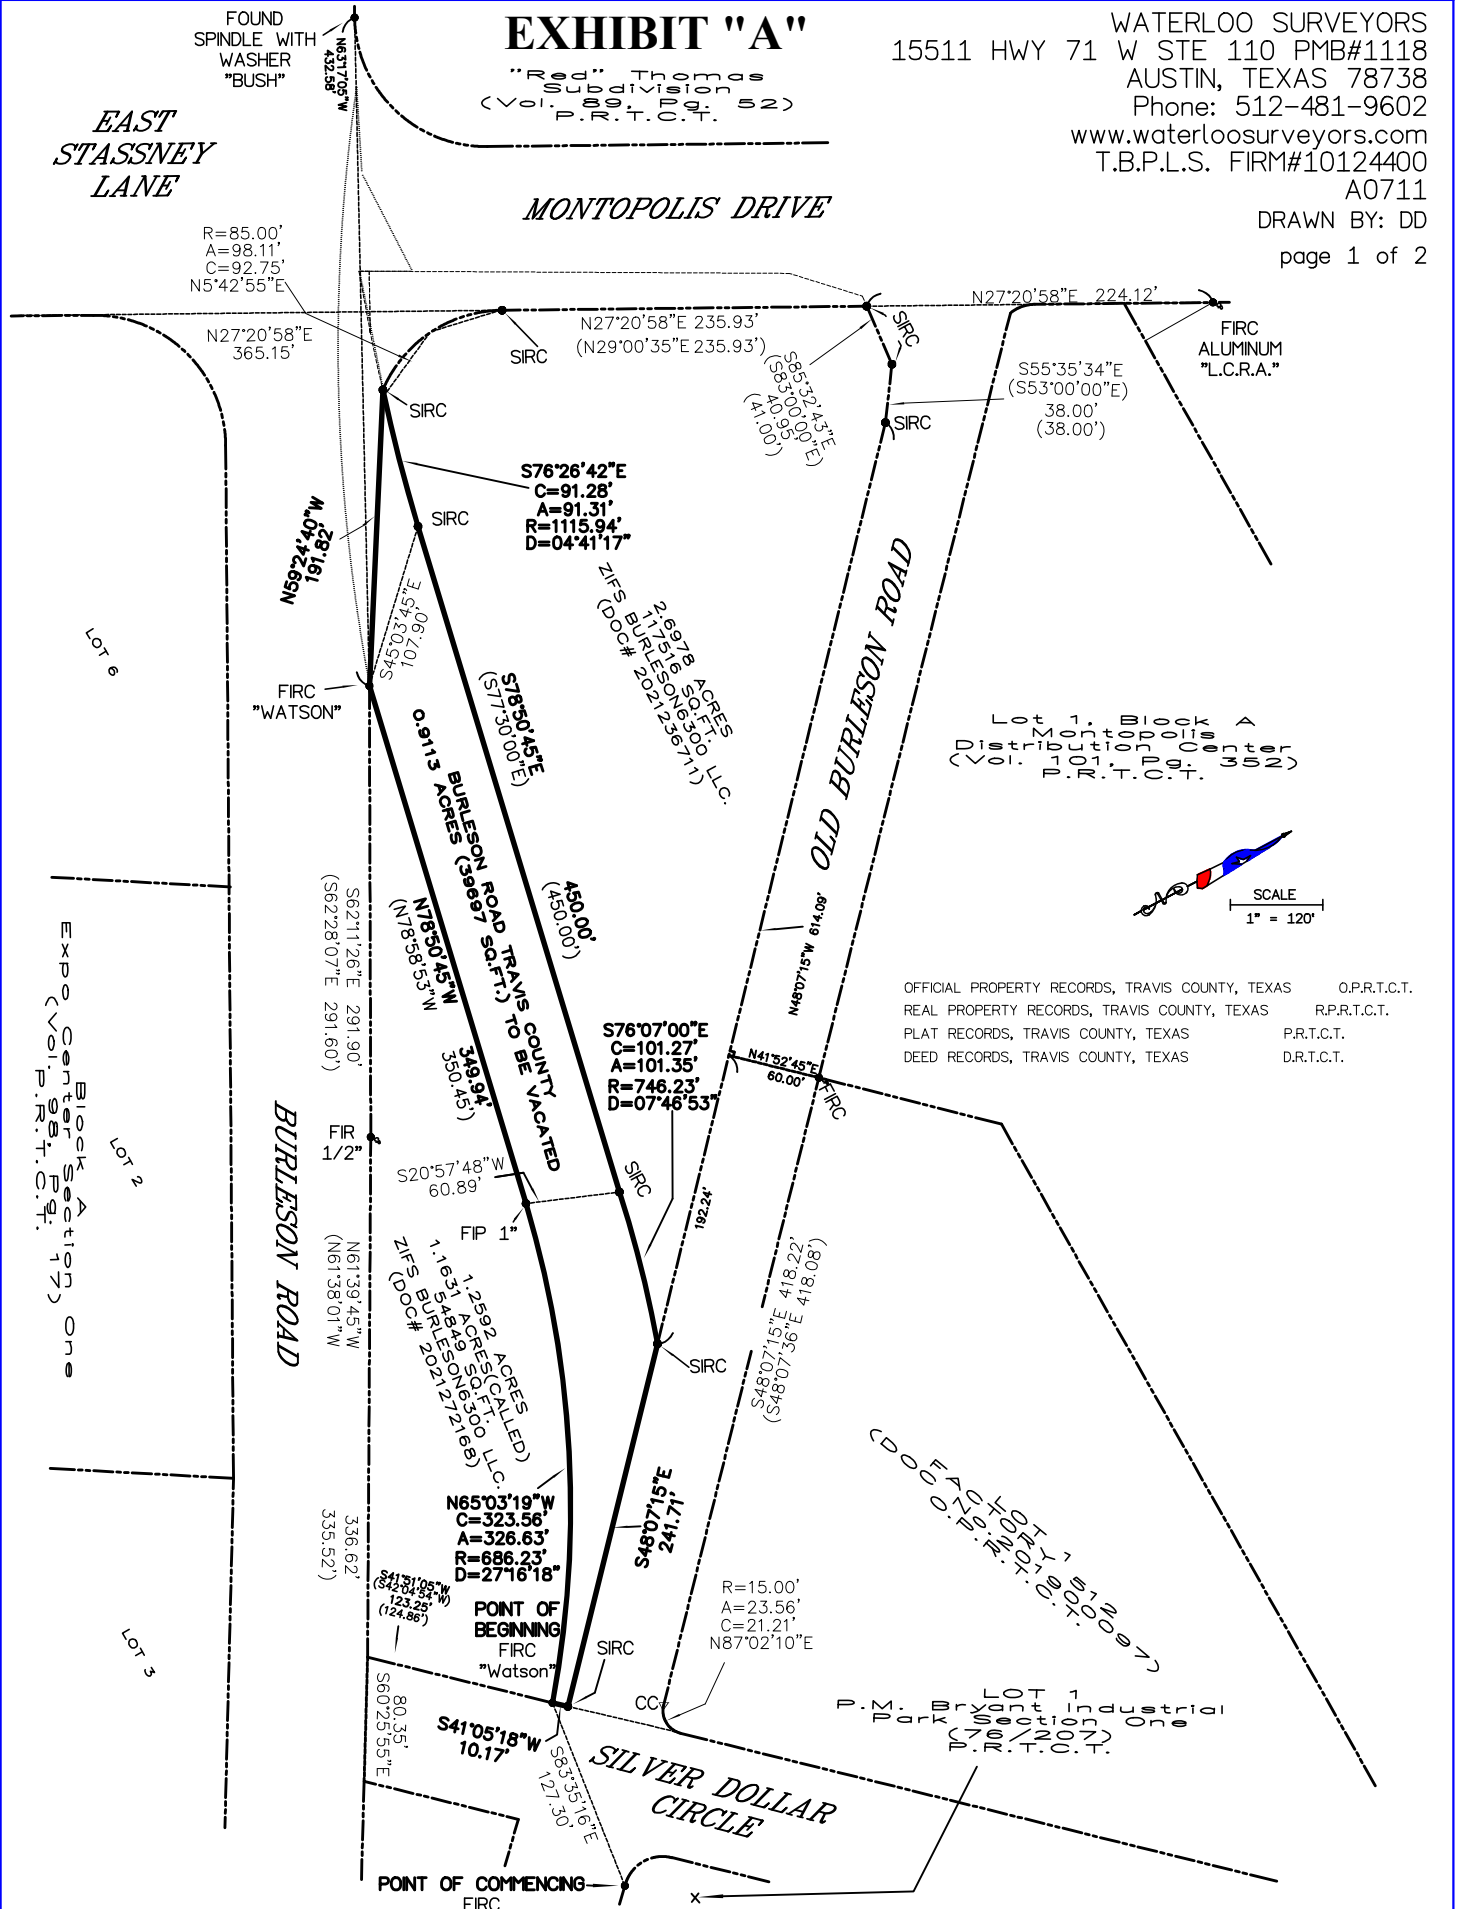 FOUND
SPINDLE WITH
WASHER
"BUSH"
N63°17'05"W
432.58'
EXHIBIT "A"
"Red" Thomas
Subdivision
(Vol. 89, Pg. 52)
P.R.T.C.T.
WATERLOO SURVEYORS
15511 HWY 71 W STE 110 PMB#1118
AUSTIN, TEXAS 78738
Phone: 512-481-9602
www.waterloosurveyors.com
T.B.P.L.S. FIRM#10124400
A0711
DRAWN BY: DD
page 1 of 2
EAST
STASSNEY
LANE
MONTOPOLIS DRIVE
R=85.00'
A=98.11'
C=92.75'
N5°42'55"E
N27°20'58"E
365.15'
SIRC
N27°20'58"E 235.93'
(N29°00'35"E 235.93')
SIRC
N27°20'58"E 224.12'
FIRC
ALUMINUM
"L.C.R.A."
S85°32'43"E
(S83°00'00"E)
40.95'
(41.00')
S55°35'34"E
(S53°00'00"E)
38.00'
(38.00')
SIRC
SIRC
S76°26'42"E
C=91.28'
A=91.31'
R=1115.94'
D=04°41'17"
SIRC
N59°24'40"W
191.82'
S45°03'45"E
107.90'
2.6978 ACRES
117516 SQ.FT.
ZIFS BURLESON6300 LLC.
(DOC# 2021236711)
OLD BURLESON ROAD
LOT 6
FIRC
"WATSON"
S78°50'45"E
(S77°30'00"E)
450.00'
(450.00')
BURLESON ROAD TRAVIS COUNTY
0.9113 ACRES (39697 SQ.FT.) TO BE VACATED
Lot 1, Block A
Montopolis
Distribution Center
(Vol. 101, Pg. 352)
P.R.T.C.T.
SCALE
1" = 120'
N78°50'45"W
(N78°58'53"W
349.94'
350.45')
S62°11'26"E 291.90'
(S62°28'07"E 291.60')
N48°07'15"W 614.09'
OFFICIAL PROPERTY RECORDS, TRAVIS COUNTY, TEXAS O.P.R.T.C.T.
REAL PROPERTY RECORDS, TRAVIS COUNTY, TEXAS R.P.R.T.C.T.
PLAT RECORDS, TRAVIS COUNTY, TEXAS P.R.T.C.T.
DEED RECORDS, TRAVIS COUNTY, TEXAS D.R.T.C.T.
S76°07'00"E
C=101.27'
A=101.35'
R=746.23'
D=07°46'53"
N41°52'45"E
60.00'
FIRC
Block A
Expo Center Section One
(Vol. 98, Pg. 17)
P.R.T.C.T.
LOT 2
BURLESON ROAD
FIR
1/2"
S20°57'48"W
60.89'
SIRC
FIP 1"
192.24'
N61°39'45"W
(N61°38'01"W
336.62'
335.52')
1.2592 ACRES
1.1631 ACRES(CALLED)
54849 SQ.FT.
ZIFS BURLESON6300 LLC.
(DOC# 2021272168)
S48°07'15"E 418.22'
(S48°07'36"E 418.08')
SIRC
N65°03'19"W
C=323.56'
A=326.63'
R=686.23'
D=27°16'18"
S48°07'15"E
241.71'
LOT 1
FACTORY 512
(DOC No.201900097)
O.P.R.T.C.T.
S41°51'05"W
(S42°04'54"W)
123.25'
(124.86')
POINT OF
BEGINNING
FIRC
"Watson"
SIRC
R=15.00'
A=23.56'
C=21.21'
N87°02'10"E
LOT 3
CC
LOT 1
P.M. Bryant Industrial
Park Section One
(76/207)
P.R.T.C.T.
80.35'
S60°25'55"E
S41°05'18"W
10.17'
S83°35'16"E
127.30'
SILVER DOLLAR
CIRCLE
POINT OF COMMENCING
FIRC
X